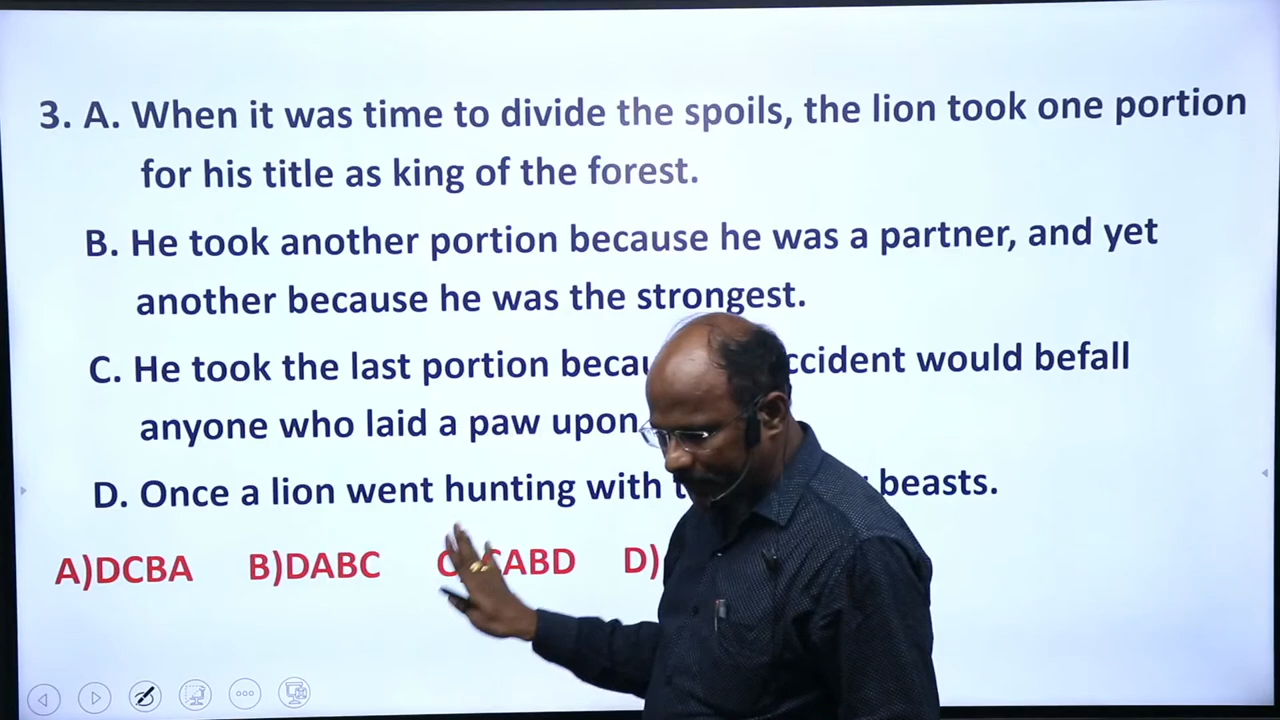 3. A. When it was time to divide the spoils, the lion took one portion
for his title as king of the forest.
B. He took another portion because he was a partner, and yet
another because he was the strongest.
C. He took the last portion would befall
anyone who laid a paw upon
D. Once a lion went hunting with beasts.
A)DCBA B)DABC CABD D)